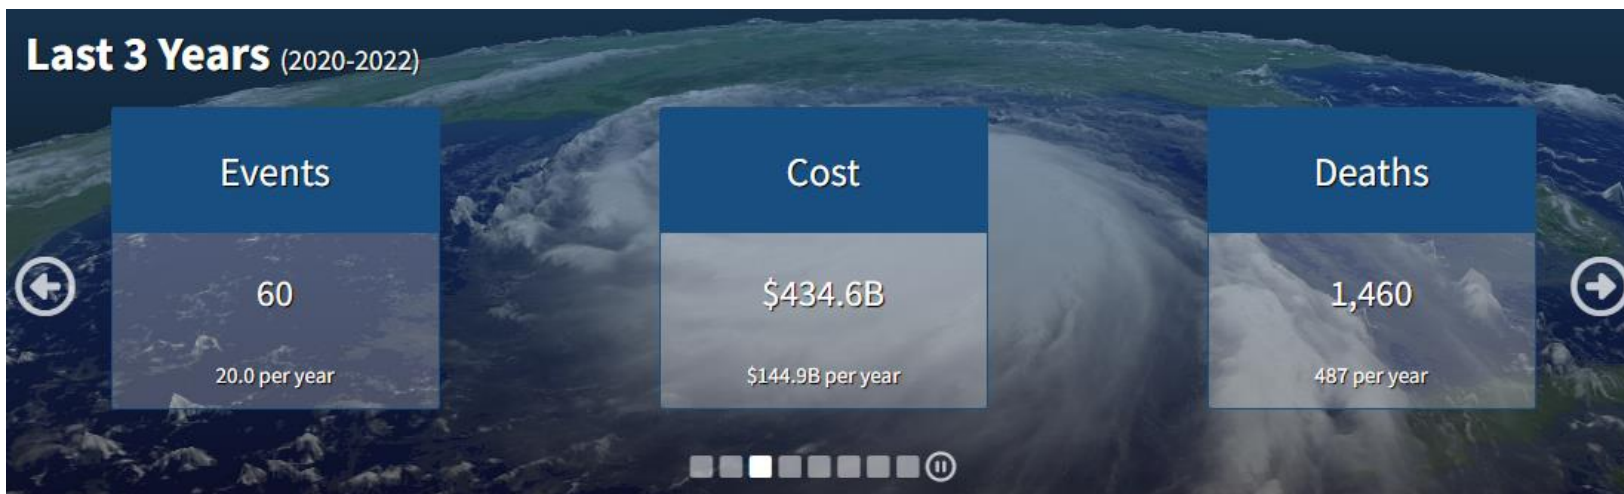 Last 3 Years (2020-2022)
Events
60
20.0 per year
Cost
$434.6B
$144.9B per year
Deaths
1,460
487 per year